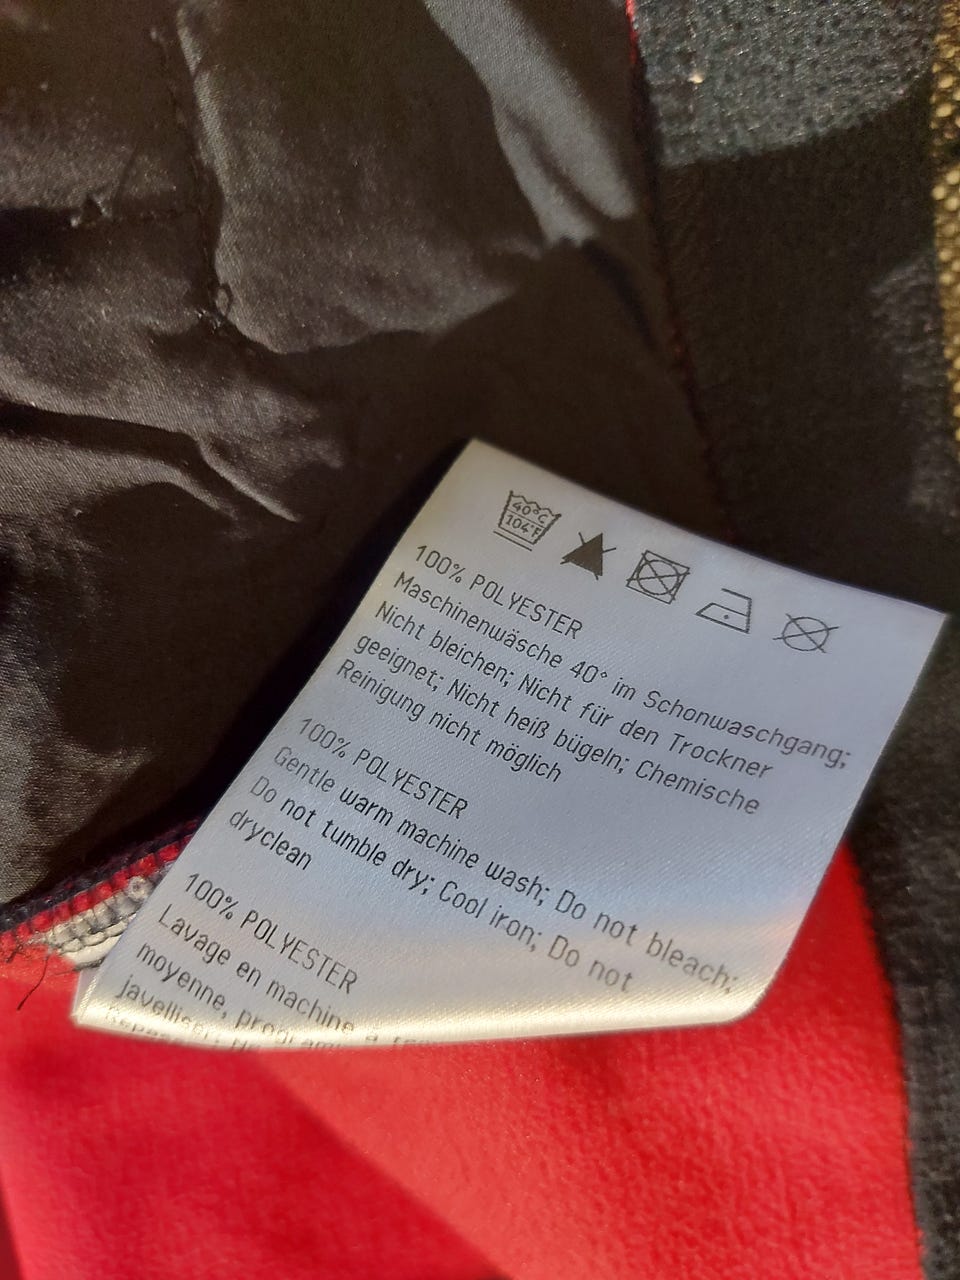 40°C
104°F
100% POLYESTER
Maschinenwäsche 40° im Schonwaschgang;
Nicht bleichen; Nicht für den Trockner
geeignet; Nicht heiß bügeln; Chemische
Reinigung nicht möglich
100% POLYESTER
Gentle warm machine wash; Do not bleach;
Do not tumble dry; Cool iron; Do not
dryclean
100% POLYESTER
Lavage en machine à
moyenne,